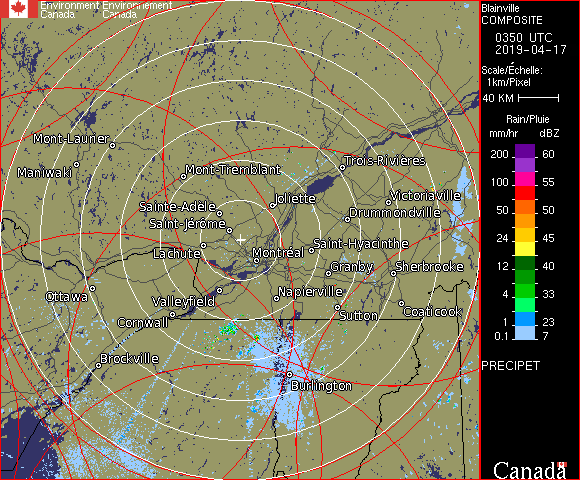 Environment Environnement
Canada Canada
Blainville
COMPOSITE
0350 UTC
2019-04-17
Scale/Échelle:
1km/Pixel
40 KM
Rain/Pluie
mm/hr dBZ
200 60
100 55
50 50
24 45
12 40
4 33
1 23
0.1 7
PRECIPET
Canada
Mont-Laurier
Maniwaki
Mont-Tremblant
Trois-Rivières
Sainte-Adèle
Joliette
Victoriaville
Drummondville
Saint-Jérôme
Lachute
Montréal
Saint-Hyacinthe
Granby
Sherbrooke
Ottawa
Valleyfield
Napierville
Sutton
Coaticook
Cornwall
Brockville
Burlington